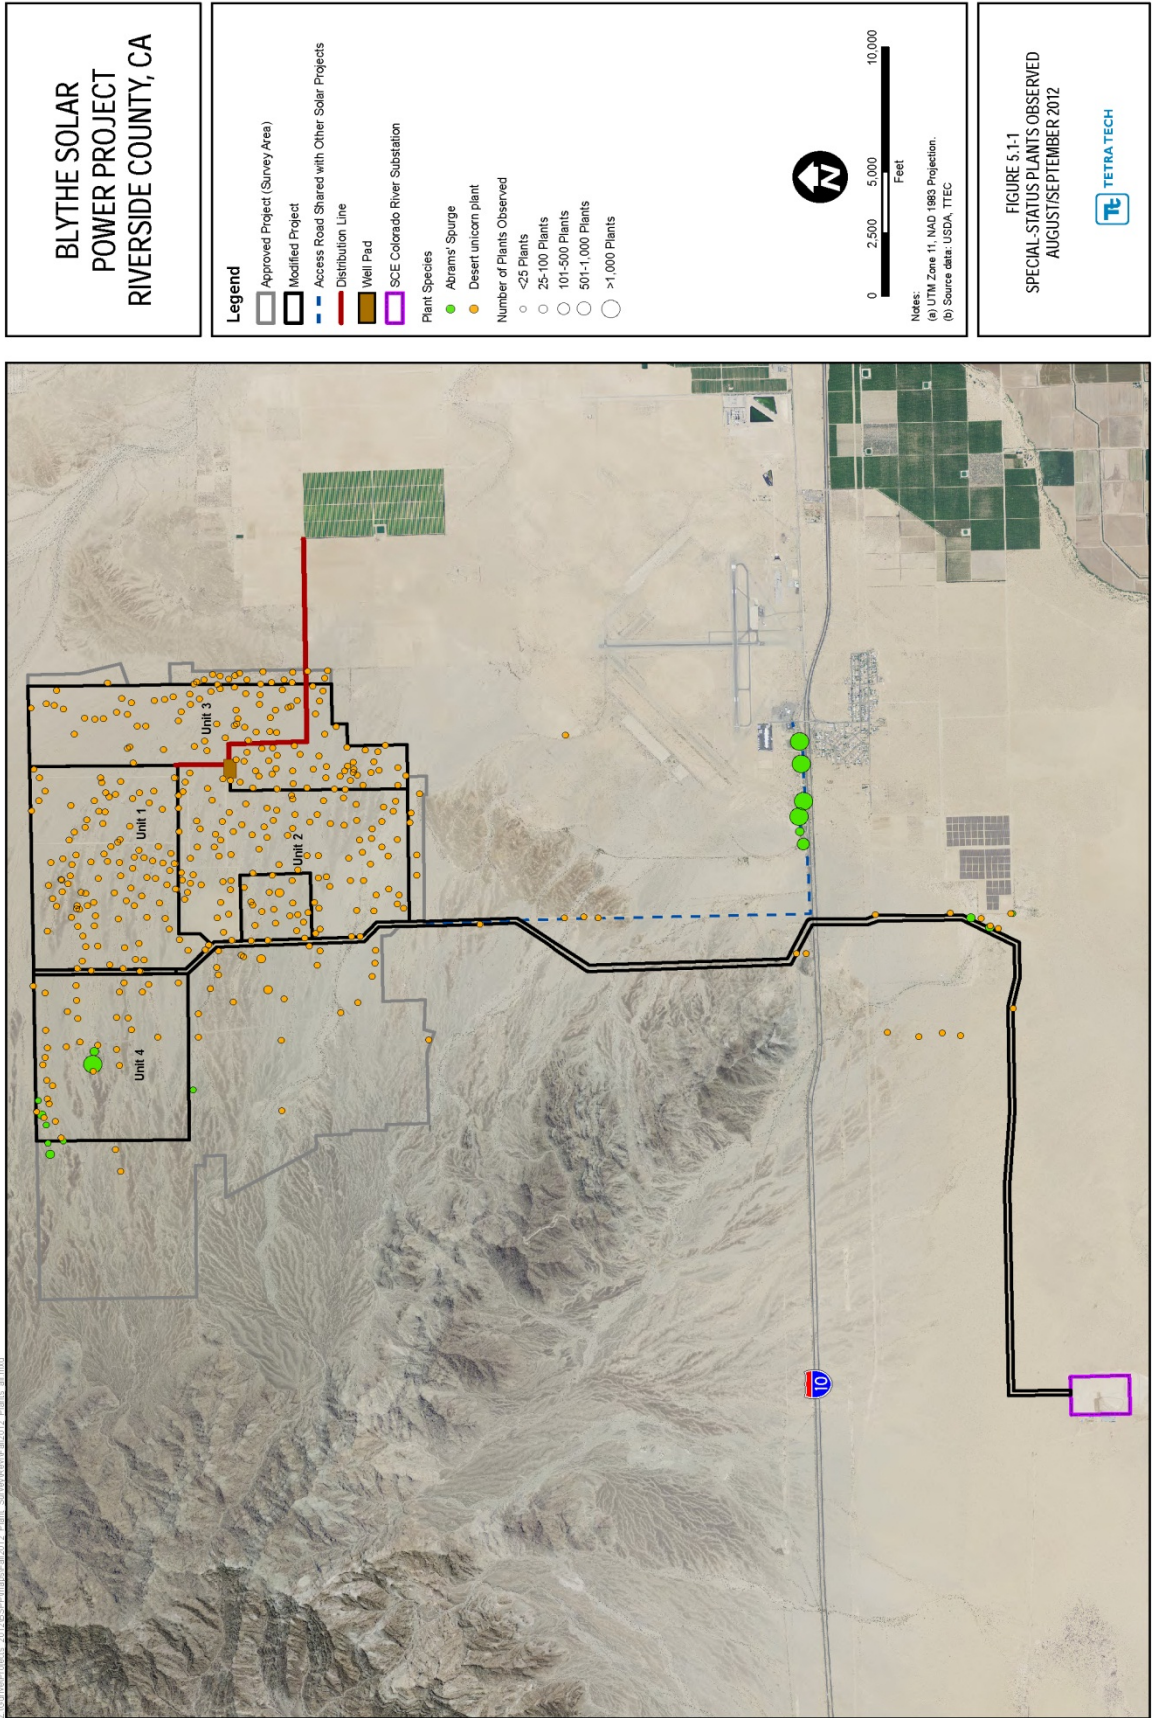 BLYTHE SOLAR
POWER PROJECT
RIVERSIDE COUNTY, CA
Legend
Approved Project (Survey Area)
Modified Project
Access Road Shared with Other Solar Projects
Distribution Line
Well Pad
SCE Colorado River Substation
Plant Species
Abrams' Spurge
Desert unicorn plant
Number of Plants Observed
<25 Plants
25-100 Plants
101-500 Plants
501-1,000 Plants
>1,000 Plants
N
0 2,500 5,000 10,000
Feet
Notes:
(a) UTM Zone 11, NAD 1983 Projection.
(b) Source data: USDA, TTEC
FIGURE 5.1-1
SPECIAL-STATUS PLANTS OBSERVED
AUGUST/SEPTEMBER 2012
Tt TETRA TECH
Unit 4
Unit 1
Unit 3
Unit 2
10